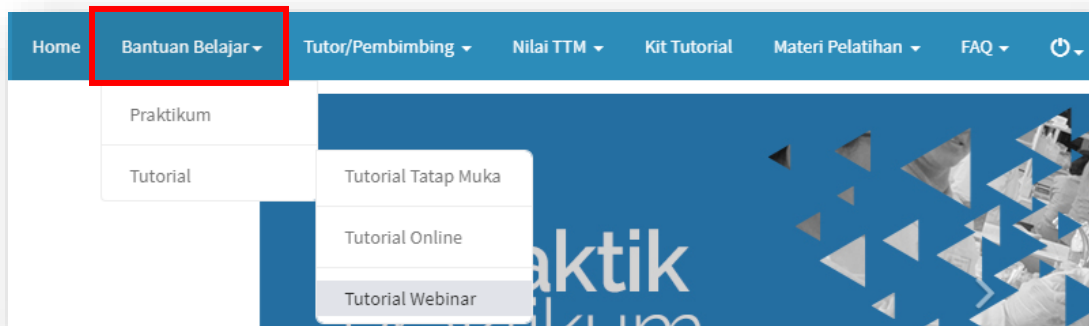 Home Bantuan Belajar Tutor/Pembimbing Nilai TTM Kit Tutorial Materi Pelatihan FAQ
Praktikum
Tutorial
Tutorial Tatap Muka
Tutorial Online
aktik
Tutorial Webinar